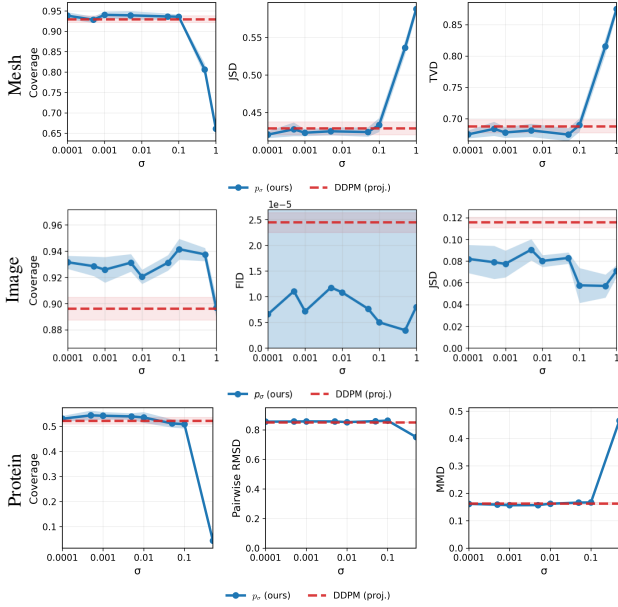 Mesh
Coverage
0.95
0.90
0.85
0.80
0.75
0.70
0.65
0.0001 0.001 0.01 0.1 1
σ
JSD
0.55
0.50
0.45
0.0001 0.001 0.01 0.1 1
σ
TVD
0.85
0.80
0.75
0.70
0.0001 0.001 0.01 0.1 1
σ
pσ (ours) DDPM (proj.)
Image
Coverage
0.96
0.94
0.92
0.90
0.88
0.0001 0.001 0.01 0.1 1
σ
1e−5
FID
2.5
2.0
1.5
1.0
0.5
0.0
0.0001 0.001 0.01 0.1 1
σ
JSD
0.12
0.10
0.08
0.06
0.04
0.02
0.00
0.0001 0.001 0.01 0.1 1
σ
pσ (ours) DDPM (proj.)
Protein
Coverage
0.5
0.4
0.3
0.2
0.1
0.0001 0.001 0.01 0.1
σ
Pairwise RMSD
0.8
0.6
0.4
0.2
0.0
0.0001 0.001 0.01 0.1
σ
MMD
0.5
0.4
0.3
0.2
0.1
0.0
0.0001 0.001 0.01 0.1
σ
pσ (ours) DDPM (proj.)